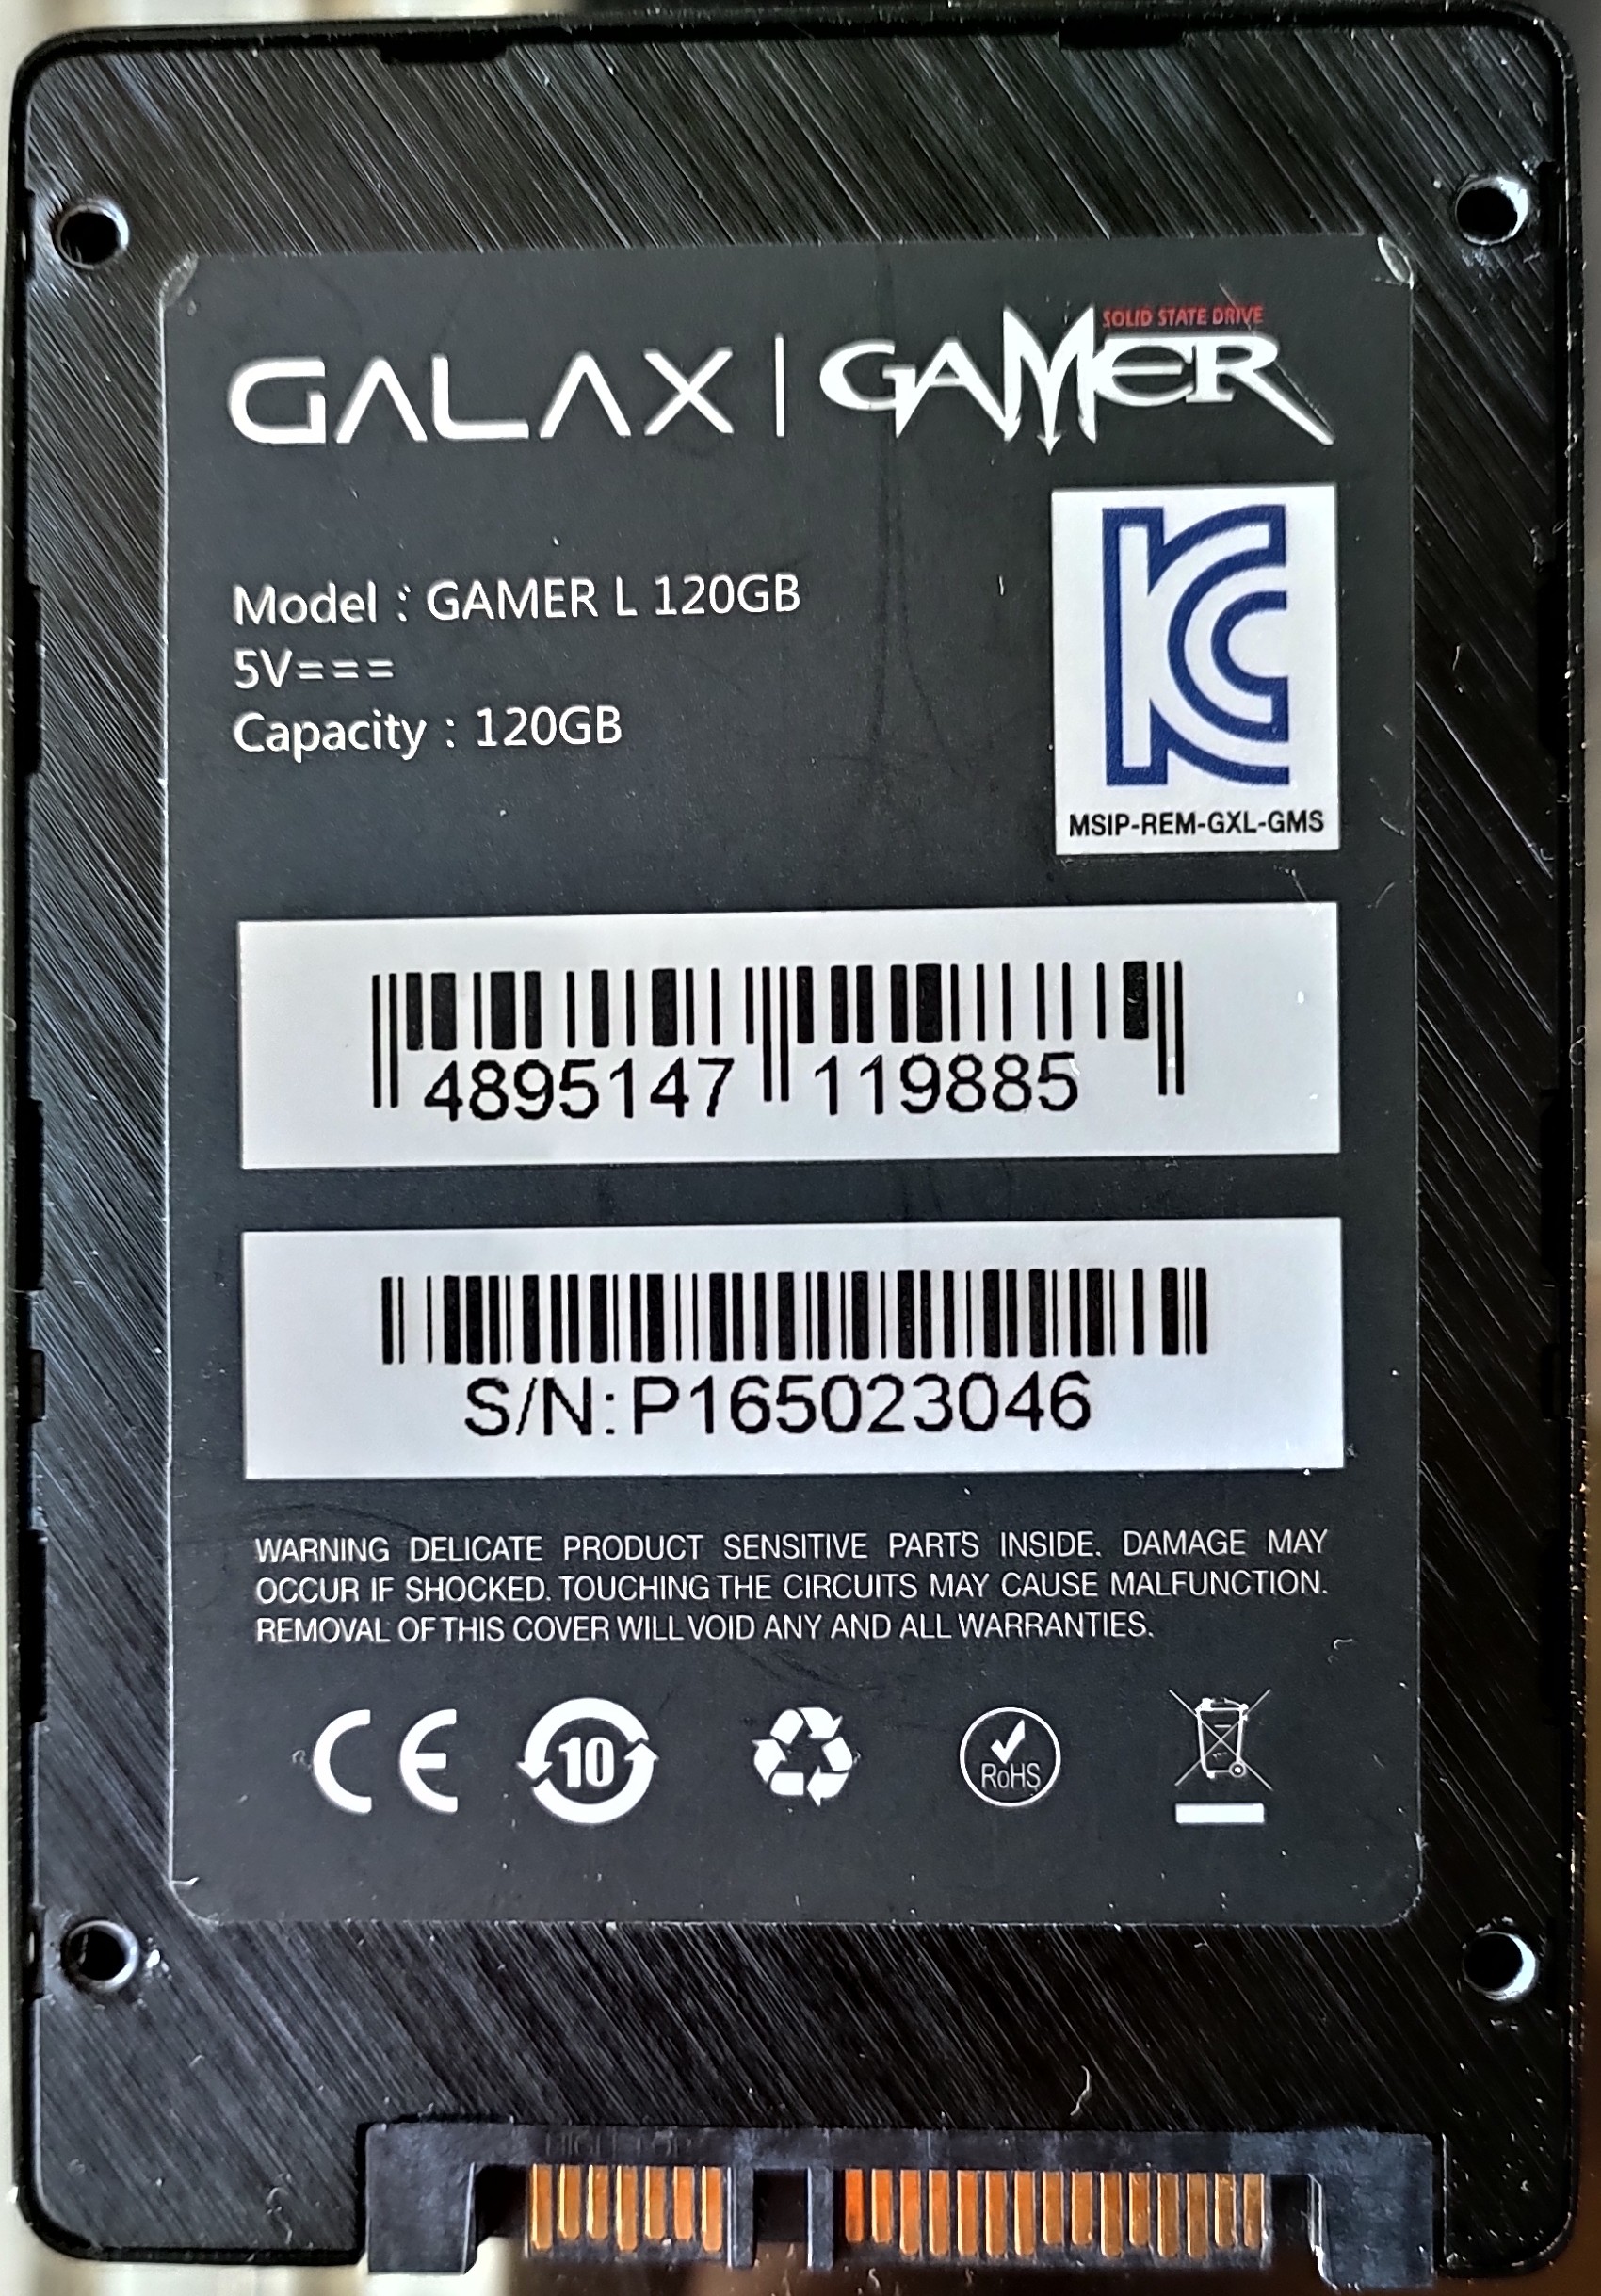 SOLID STATE DRIVE
GALAX | GAMER
Model : GAMER L 120GB
5V===
Capacity : 120GB
KC
MSIP-REM-GXL-GMS
4895147 119885
S/N: P165023046
WARNING DELICATE PRODUCT SENSITIVE PARTS INSIDE. DAMAGE MAY
OCCUR IF SHOCKED. TOUCHING THE CIRCUITS MAY CAUSE MALFUNCTION.
REMOVAL OF THIS COVER WILL VOID ANY AND ALL WARRANTIES.
CE 10 RoHS